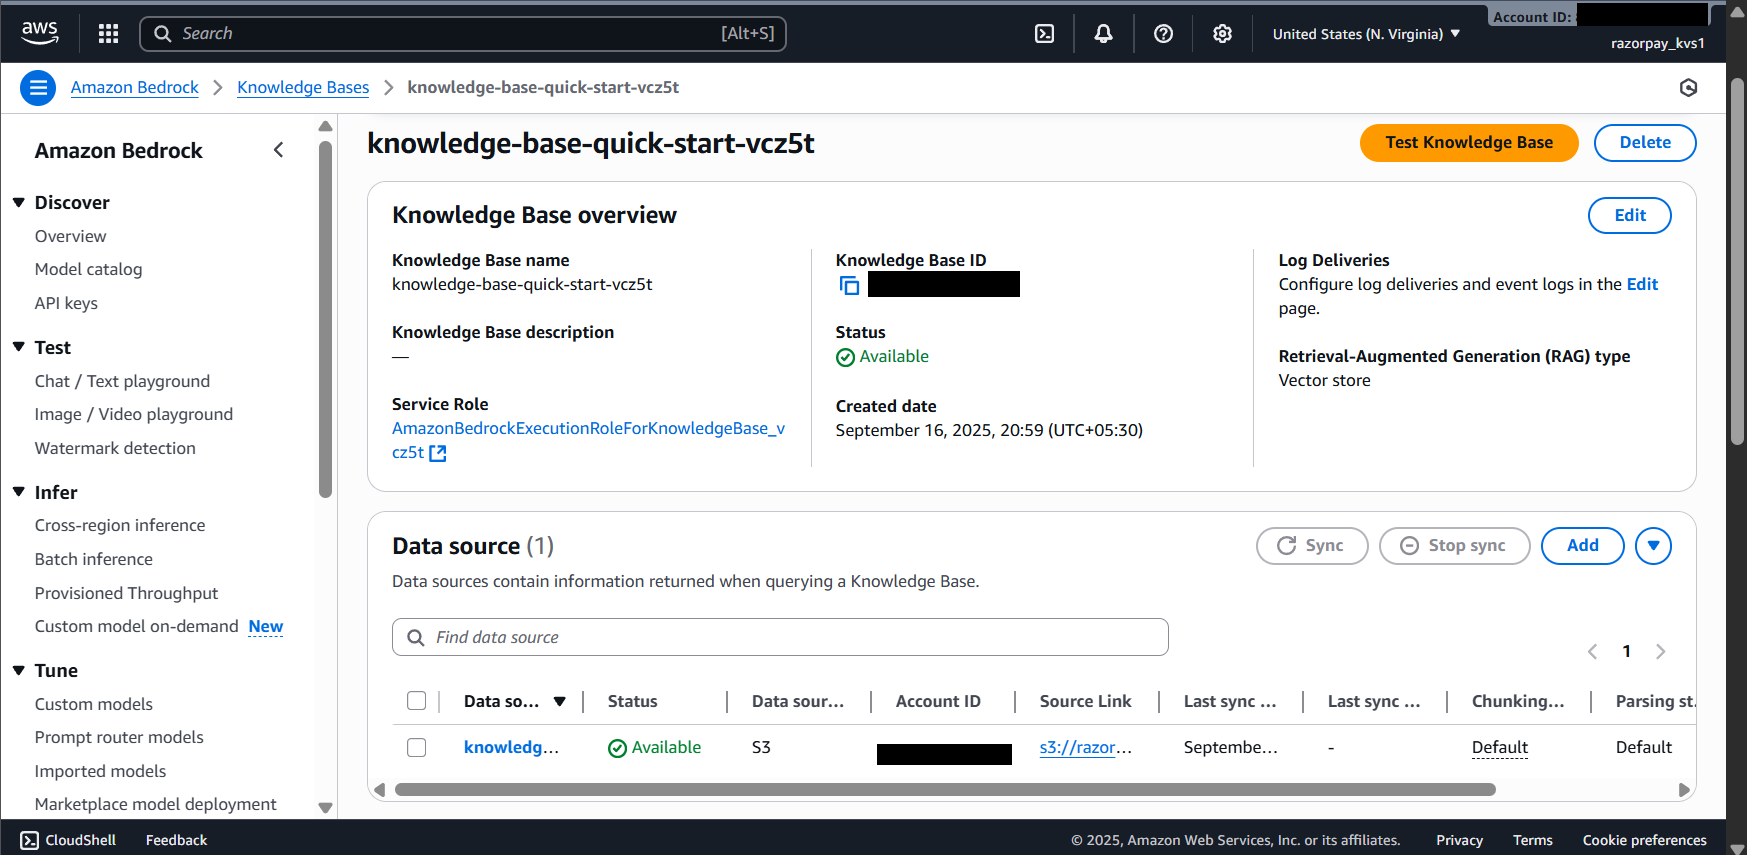 aws
Search
[Alt+S]
Account ID:
United States (N. Virginia)
razorpay_kvs1
Amazon Bedrock
Knowledge Bases
knowledge-base-quick-start-vcz5t
Amazon Bedrock
Discover
Overview
Model catalog
API keys
Test
Chat / Text playground
Image / Video playground
Watermark detection
Infer
Cross-region inference
Batch inference
Provisioned Throughput
Custom model on-demand New
Tune
Custom models
Prompt router models
Imported models
Marketplace model deployment
knowledge-base-quick-start-vcz5t
Test Knowledge Base
Delete
Knowledge Base overview
Edit
Knowledge Base name
knowledge-base-quick-start-vcz5t
Knowledge Base description
—
Service Role
AmazonBedrockExecutionRoleForKnowledgeBase_v
cz5t
Knowledge Base ID
Status
Available
Created date
September 16, 2025, 20:59 (UTC+05:30)
Log Deliveries
Configure log deliveries and event logs in the Edit
page.
Retrieval-Augmented Generation (RAG) type
Vector store
Data source (1)
Sync
Stop sync
Add
Data sources contain information returned when querying a Knowledge Base.
Find data source
1
Data so... Status Data sour... Account ID Source Link Last sync ... Last sync ... Chunking... Parsing st.
knowledg... Available S3 s3://razor... Septembe... - Default Default
CloudShell
Feedback
© 2025, Amazon Web Services, Inc. or its affiliates.
Privacy
Terms
Cookie preferences